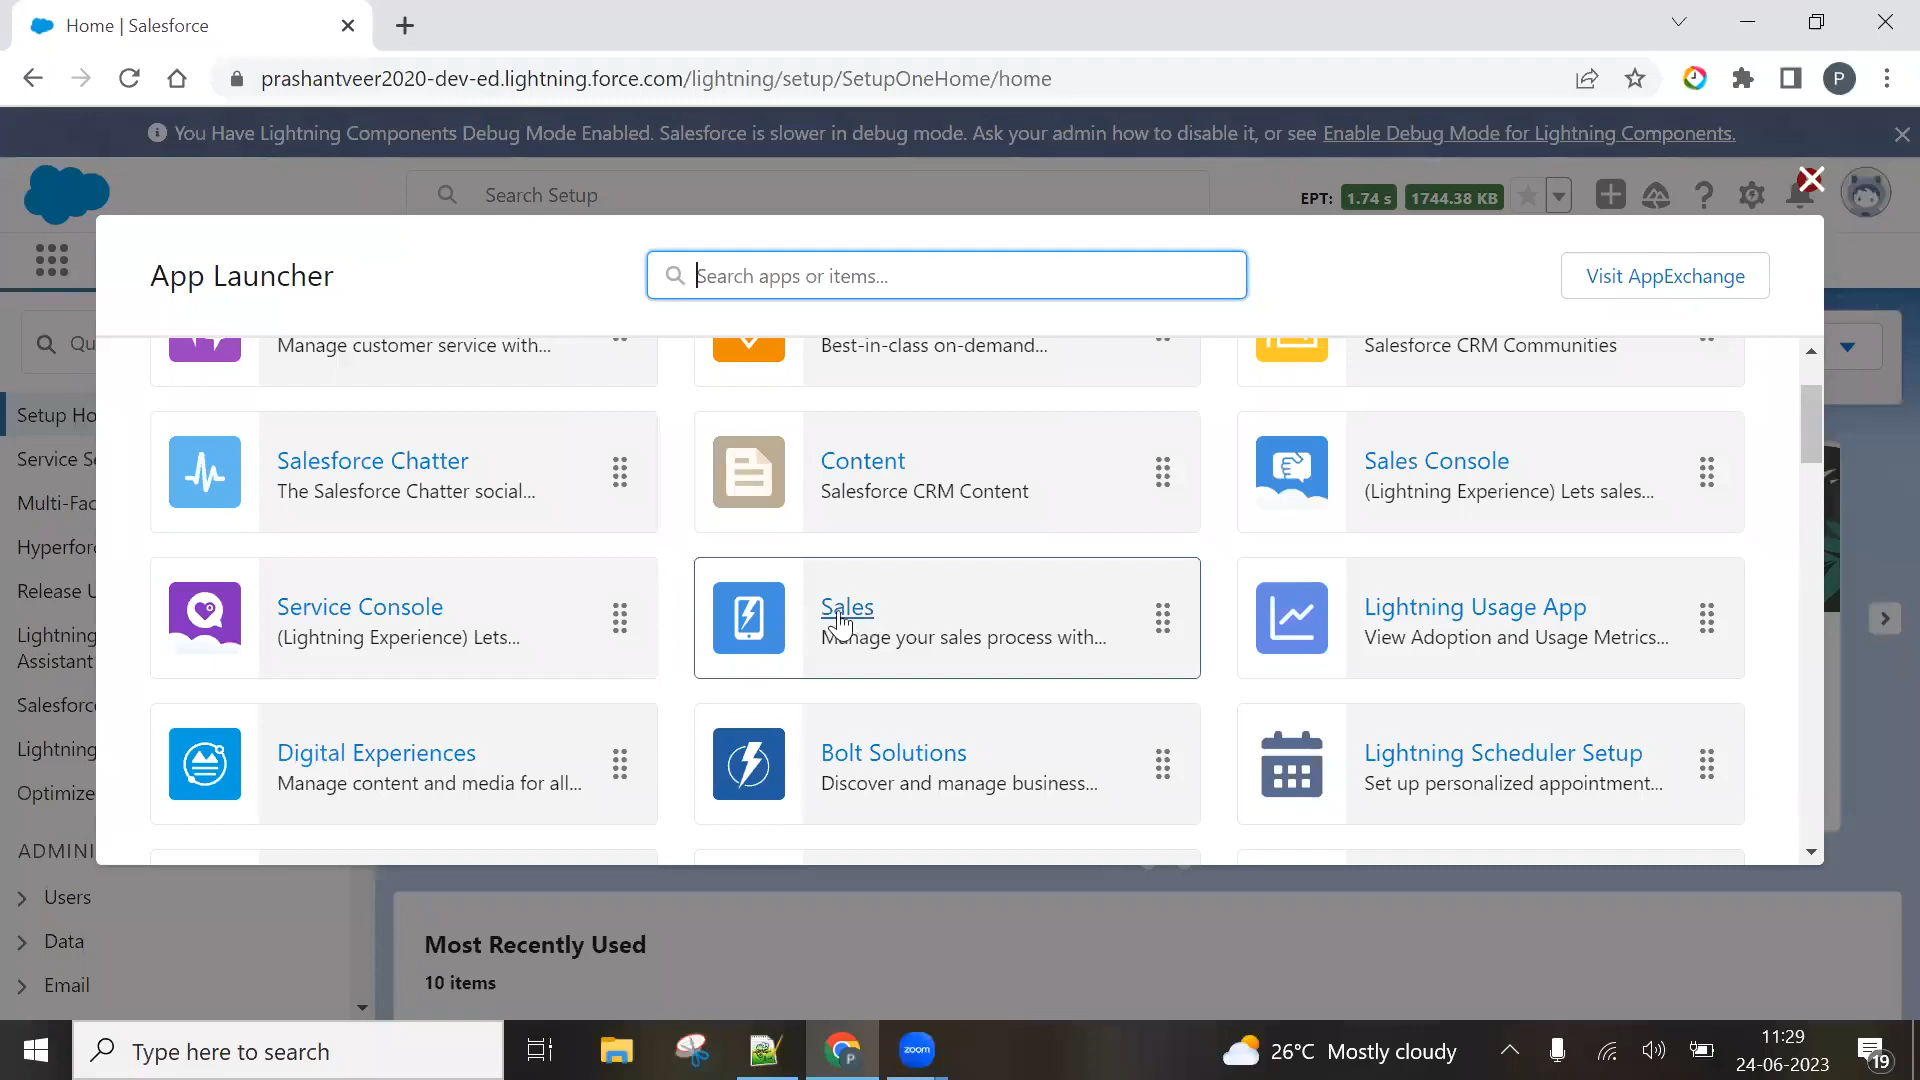 Home | Salesforce
prashantveer2020-dev-ed.lightning.force.com/lightning/setup/SetupOneHome/home
P
You Have Lightning Components Debug Mode Enabled. Salesforce is slower in debug mode. Ask your admin how to disable it, or see Enable Debug Mode for Lightning Components.
Search Setup
EPT: 1.74 s 1744.38 KB
App Launcher
Search apps or items...
Visit AppExchange
Qu
Manage customer service with...
Best-in-class on-demand...
Salesforce CRM Communities
Setup Ho
Service S
Multi-Fac
Hyperfor
Release U
Lightning
Assistant
Salesforc
Lightning
Optimize
Salesforce Chatter
The Salesforce Chatter social...
Content
Salesforce CRM Content
Sales Console
(Lightning Experience) Lets sales...
Service Console
(Lightning Experience) Lets...
Sales
Manage your sales process with...
Lightning Usage App
View Adoption and Usage Metrics...
Digital Experiences
Manage content and media for all...
Bolt Solutions
Discover and manage business...
Lightning Scheduler Setup
Set up personalized appointment...
ADMINI
Users
Data
Email
Most Recently Used
10 items
Type here to search
P
zoom
26°C Mostly cloudy
11:29
24-06-2023
19